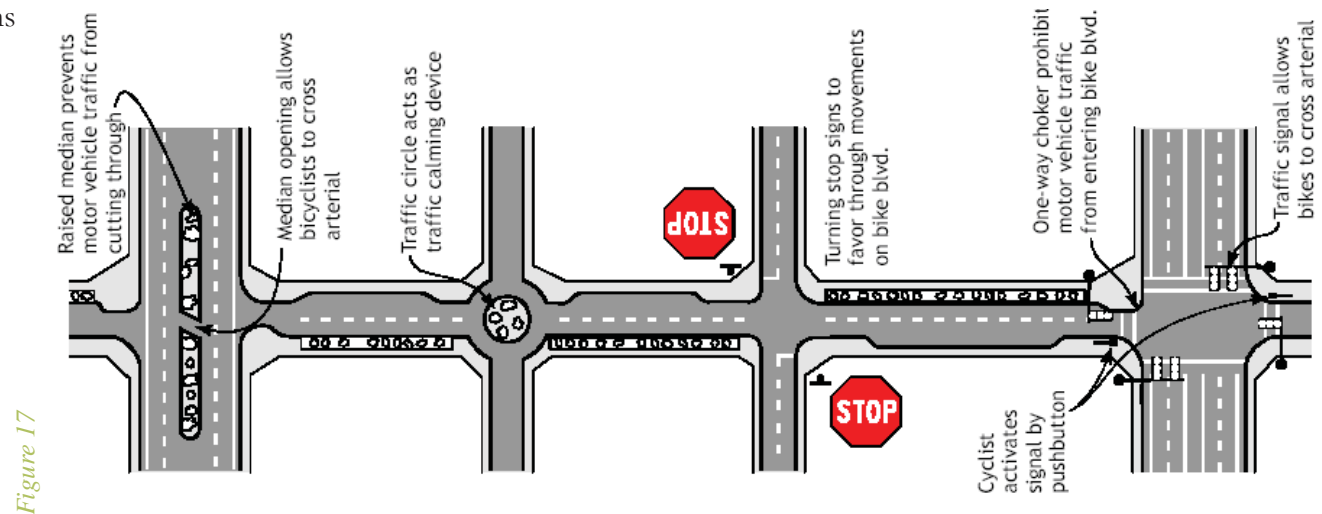 ns
Figure 17
Raised median prevents
motor vehicle traffic from
cutting through
Median opening allows
bicyclists to cross
arterial
Traffic circle acts as
traffic calming device
STOP
STOP
Turning stop signs to
favor through movements
on bike blvd.
One-way choker prohibit
motor vehicle traffic
from entering bike blvd.
Cyclist
activates
signal by
pushbutton
Traffic signal allows
bikes to cross arterial